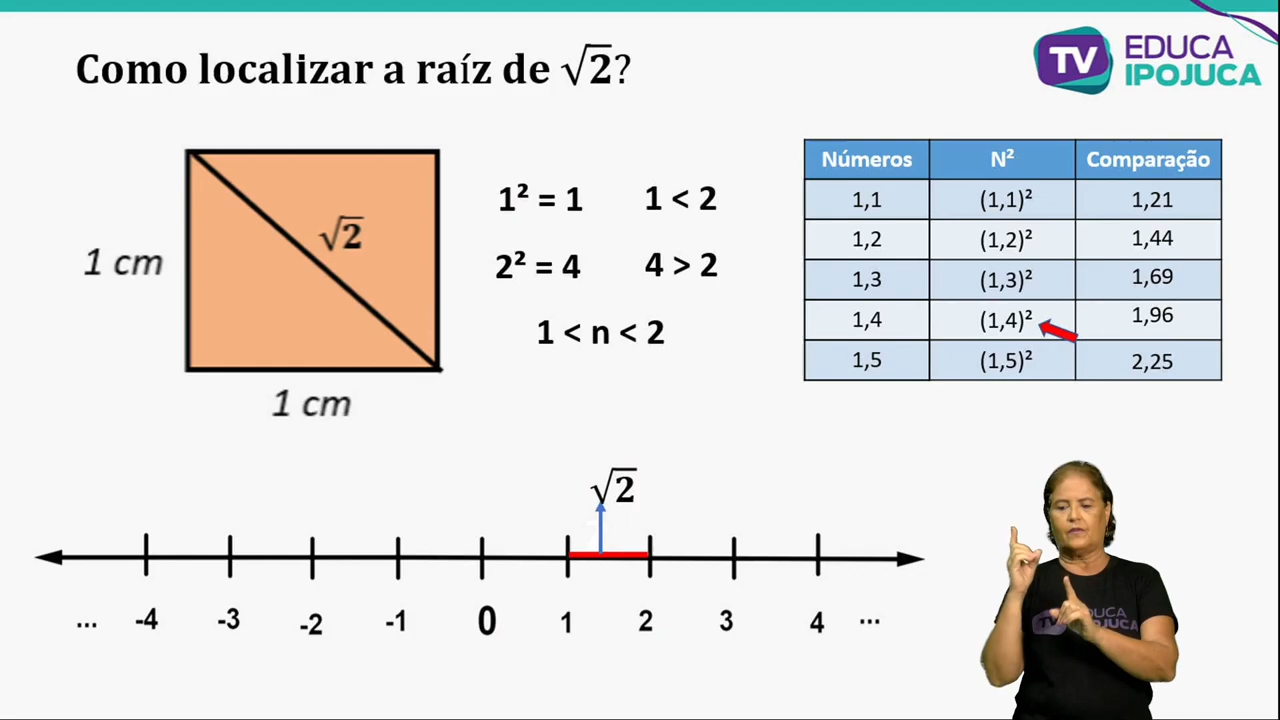 Como localizar a raíz de √2?
TV EDUCA
IPOJUCA
1 cm
√2
1 cm
1² = 1 1 < 2
2² = 4 4 > 2
1 < n < 2
Números N² Comparação
1,1 (1,1)² 1,21
1,2 (1,2)² 1,44
1,3 (1,3)² 1,69
1,4 (1,4)² 1,96
1,5 (1,5)² 2,25
√2
... -4 -3 -2 -1 0 1 2 3 4 ...
TV EDUCA
IPOJUCA